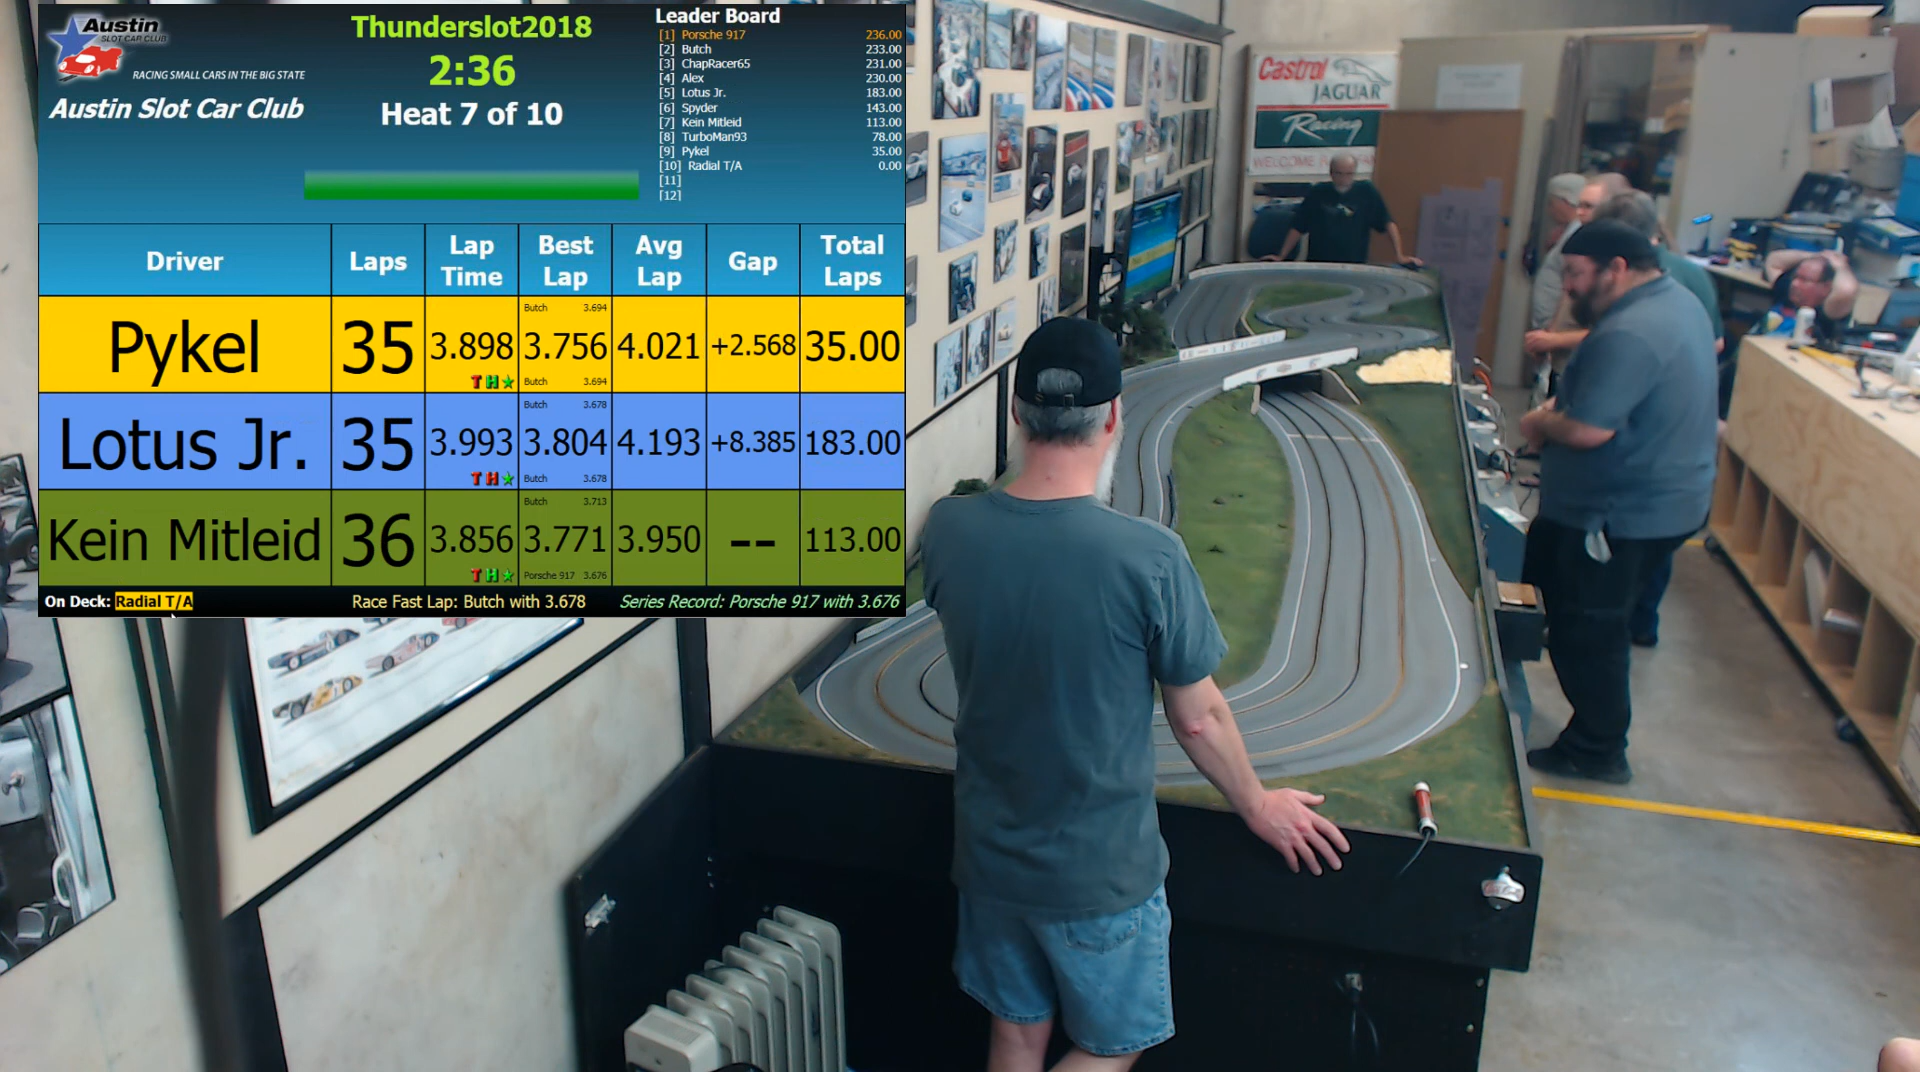 Austin
SLOT CAR CLUB
RACING SMALL CARS IN THE BIG STATE
Austin Slot Car Club
Thunderslot2018
2:36
Heat 7 of 10
Leader Board
[1] Porsche 917 236.00
[2] Butch 233.00
[3] ChapRacer65 231.00
[4] Alex 230.00
[5] Lotus Jr. 183.00
[6] Spyder 143.00
[7] Kein Mitleid 113.00
[8] TurboMan93 78.00
[9] Pykel 35.00
[10] Radial T/A 0.00
[11]
[12]
Driver Laps Lap Time Best Lap Avg Lap Gap Total Laps
Butch 3.694
Pykel 35 3.898 3.756 4.021 +2.568 35.00
T H Butch 3.694
Butch 3.678
Lotus Jr. 35 3.993 3.804 4.193 +8.385 183.00
T H Butch 3.678
Butch 3.713
Kein Mitleid 36 3.856 3.771 3.950 -- 113.00
T H Porsche 917 3.676
On Deck: Radial T/A Race Fast Lap: Butch with 3.678 Series Record: Porsche 917 with 3.676
Castrol
JAGUAR
Racing
WELCOME